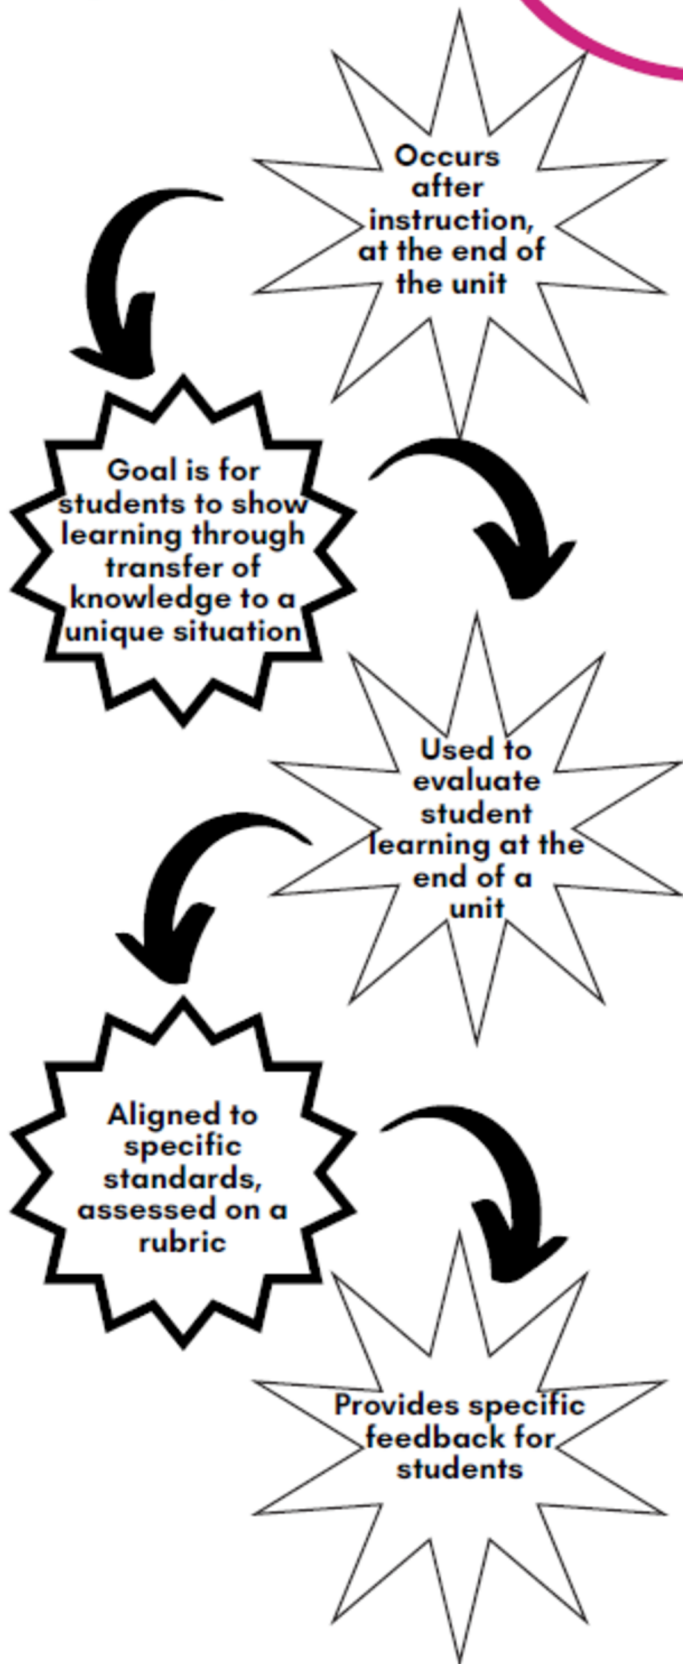 Occurs
after
instruction,
at the end of
the unit
Goal is for
students to show
learning through
transfer of
knowledge to a
unique situation
Used to
evaluate
student
learning at the
end of a
unit
Aligned to
specific
standards,
assessed on a
rubric
Provides specific
feedback for
students